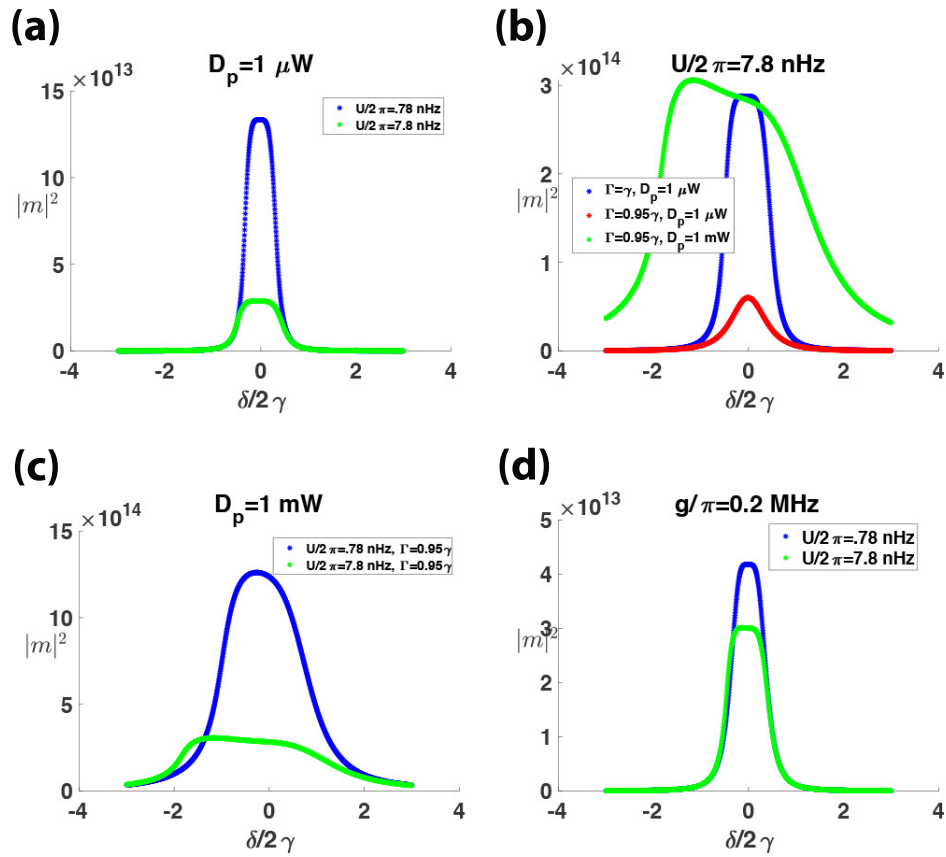 (a)
D_p=1 μW
×10^13
15
10
5
0
|m|^2
U/2π=.78 nHz
U/2π=7.8 nHz
-4 -2 0 2 4
δ/2γ
(b)
U/2π=7.8 nHz
×10^14
3
2
1
0
|m|^2
Γ=γ, D_p=1 μW
Γ=0.95γ, D_p=1 μW
Γ=0.95γ, D_p=1 mW
-4 -2 0 2 4
δ/2γ
(c)
D_p=1 mW
×10^14
15
10
5
0
|m|^2
U/2π=.78 nHz, Γ=0.95γ
U/2π=7.8 nHz, Γ=0.95γ
-4 -2 0 2 4
δ/2γ
(d)
g/π=0.2 MHz
×10^13
5
4
3
2
1
0
|m|^2
U/2π=.78 nHz
U/2π=7.8 nHz
-4 -2 0 2 4
δ/2γ